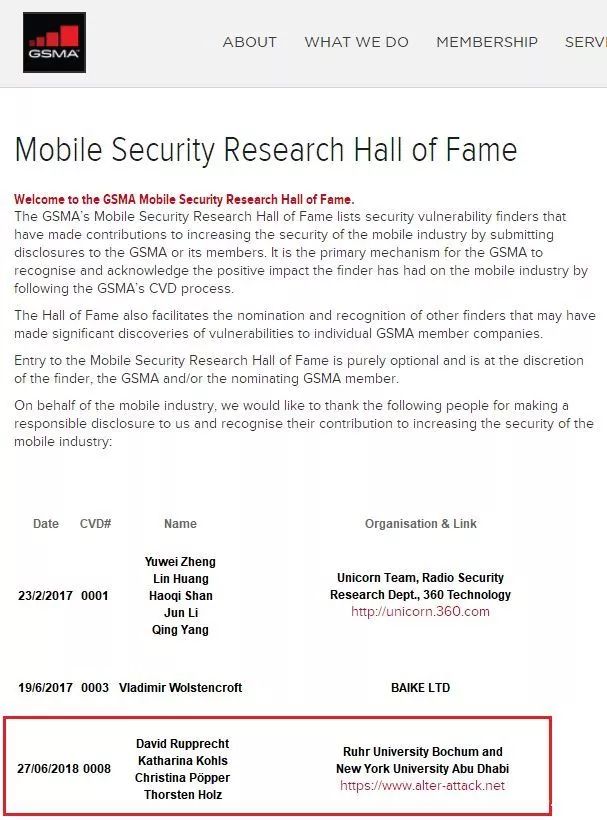 GSMA
ABOUT WHAT WE DO MEMBERSHIP SERV
Mobile Security Research Hall of Fame
Welcome to the GSMA Mobile Security Research Hall of Fame.
The GSMA's Mobile Security Research Hall of Fame lists security vulnerability finders that
have made contributions to increasing the security of the mobile industry by submitting
disclosures to the GSMA or its members. It is the primary mechanism for the GSMA to
recognise and acknowledge the positive impact the finder has had on the mobile industry by
following the GSMA's CVD process.
The Hall of Fame also facilitates the nomination and recognition of other finders that may have
made significant discoveries of vulnerabilities to individual GSMA member companies.
Entry to the Mobile Security Research Hall of Fame is purely optional and is at the discretion
of the finder, the GSMA and/or the nominating GSMA member.
On behalf of the mobile industry, we would like to thank the following people for making a
responsible disclosure to us and recognise their contribution to increasing the security of the
mobile industry:
Date CVD# Name Organisation & Link
23/2/2017 0001
Yuwei Zheng
Lin Huang
Haoqi Shan
Jun Li
Qing Yang
Unicorn Team, Radio Security
Research Dept., 360 Technology
http://unicorn.360.com
19/6/2017 0003 Vladimir Wolstencroft BAIKE LTD
27/06/2018 0008
David Rupprecht
Katharina Kohls
Christina Pöpper
Thorsten Holz
Ruhr University Bochum and
New York University Abu Dhabi
https://www.alter-attack.net